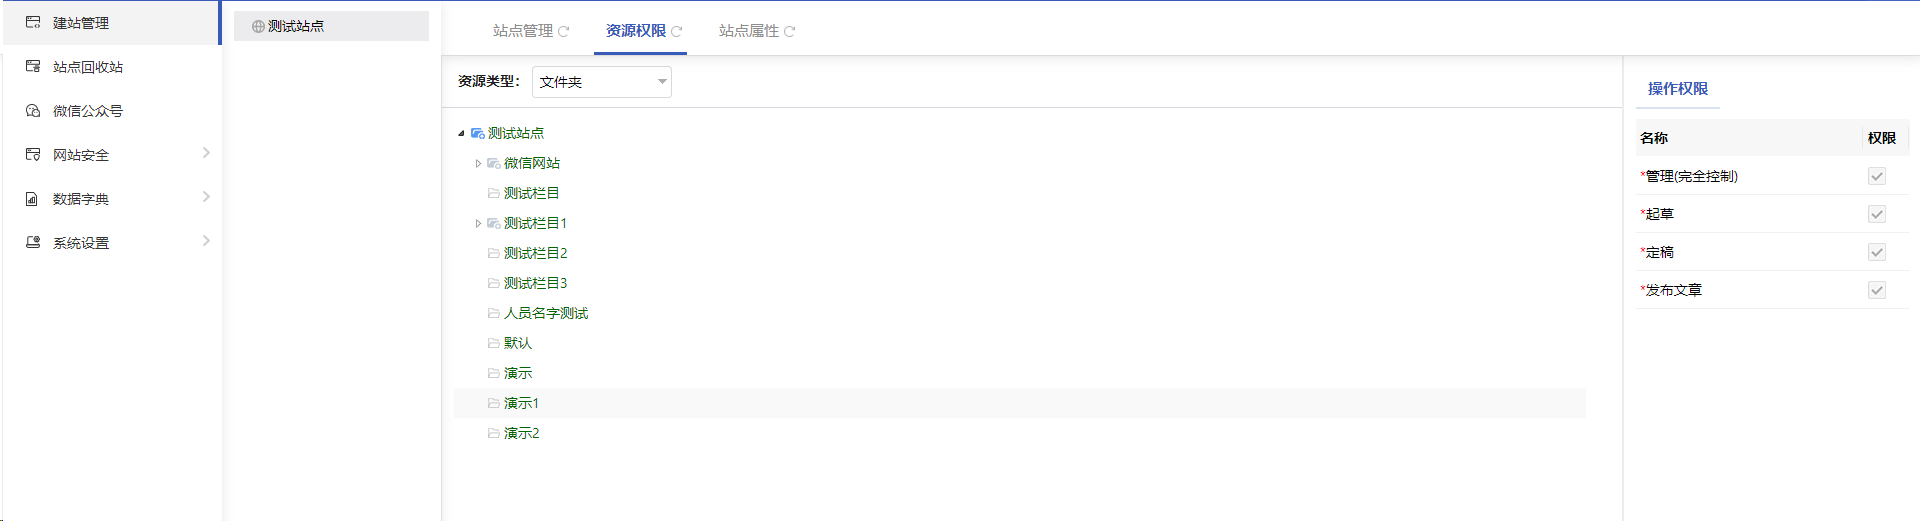 建站管理
站点回收站
微信公众号
网站安全
数据字典
系统设置
测试站点
站点管理
资源权限
站点属性
资源类型：
文件夹
测试站点
微信网站
测试栏目
测试栏目1
测试栏目2
测试栏目3
人员名字测试
默认
演示
演示1
演示2
操作权限
名称 权限
*管理(完全控制)
*起草
*定稿
*发布文章